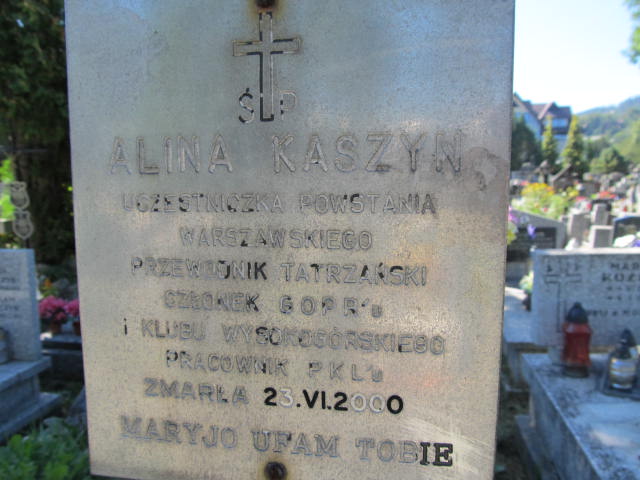 Ś P
ALINA KASZYN
UCZESTNICZKA POWSTANIA
WARSZAWSKIEGO
PRZEWODNIK TATRZAŃSKI
CZŁONEK GOPR'u
i KLUBU WYSOKOGÓRSKIEGO
PRACOWNIK PKL'u
ZMARŁA 23.VI.2000
MARYJO UFAM TOBIE